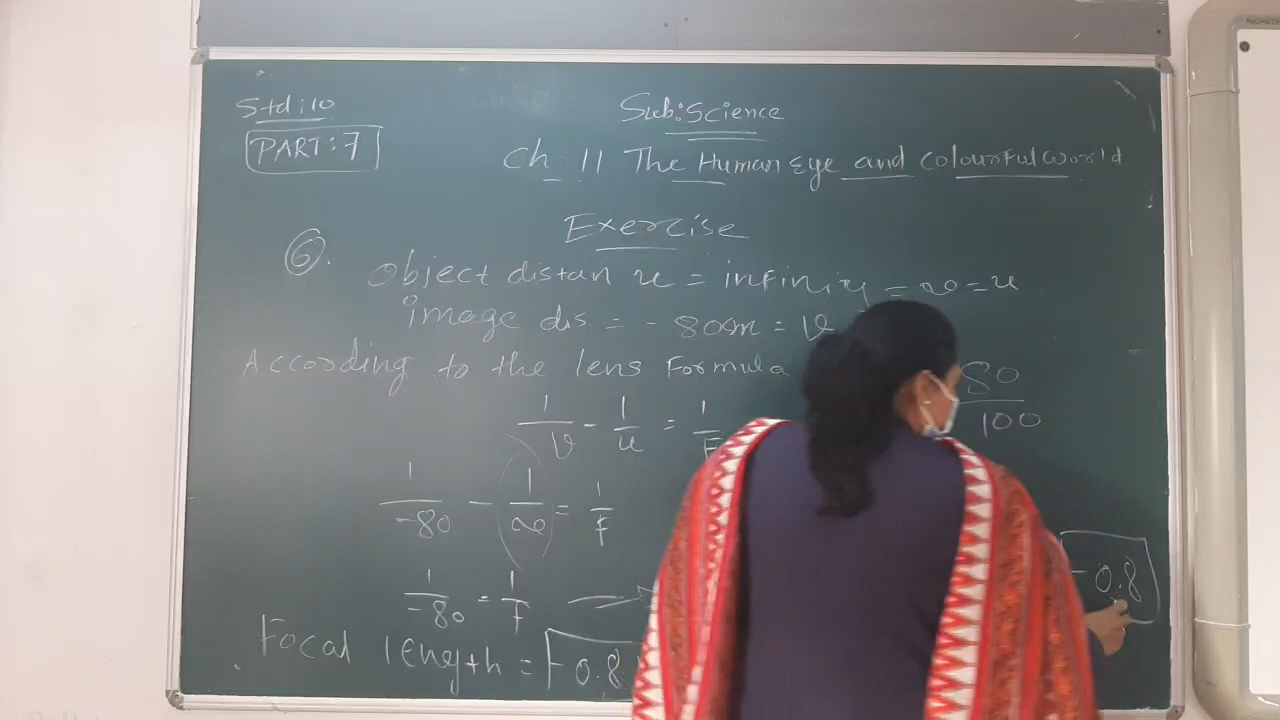 Std:10
PART:7
Sub:Science
Ch:11 The Human Eye and Colourful World
Exercise
6.
object distan u = infiniy = ∞ = u
image dis = -80cm = v
According to the lens Formula
1/v - 1/u = 1/F
80/100
1/-80 - 1/∞ = 1/F
1/-80 = 1/F →
-0.8
Focal length = -0.8